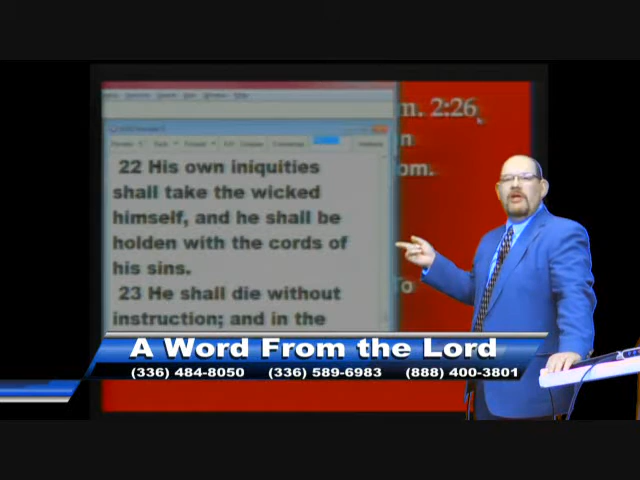 m. 2:26,
n
om.
22 His own iniquities
shall take the wicked
himself, and he shall be
holden with the cords of
his sins.
23 He shall die without
instruction; and in the
To
A Word From the Lord
(336) 484-8050 (336) 589-6983 (888) 400-3801